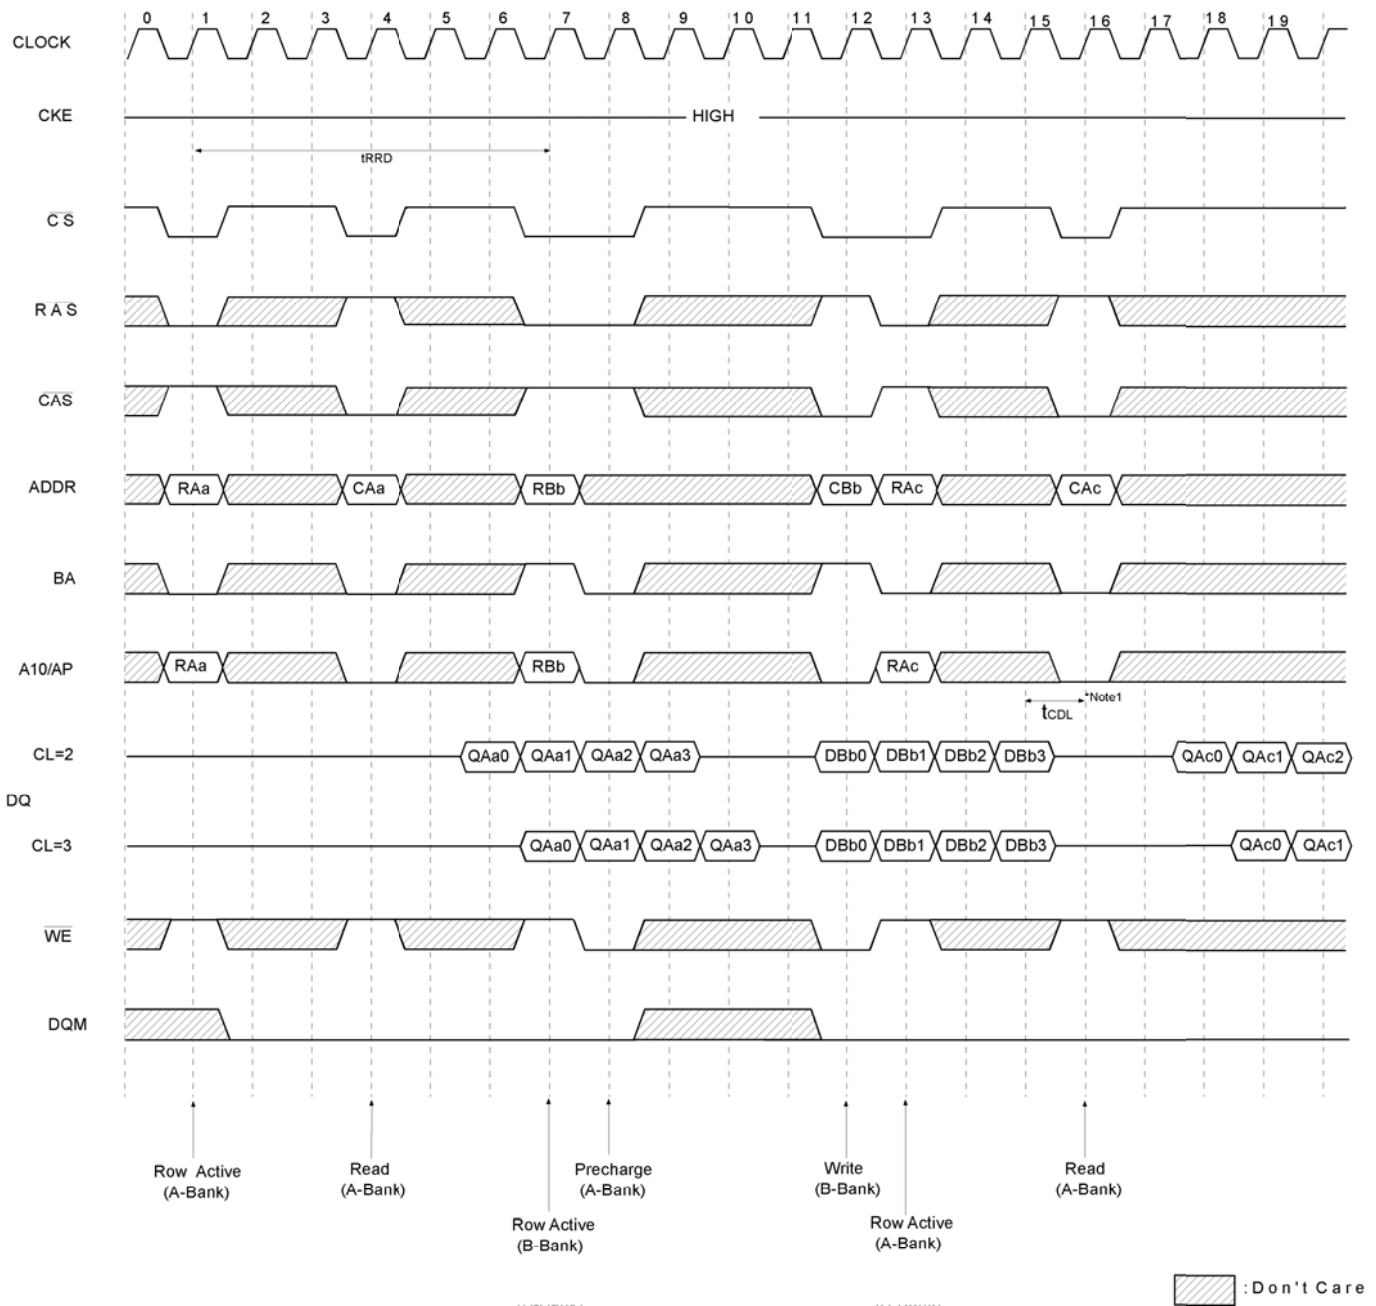 0 1 2 3 4 5 6 7 8 9 10 11 12 13 14 15 16 17 18 19
CLOCK
CKE
HIGH
tRRD
CS
RAS
CAS
ADDR
RAa CAa RBb CBb RAc CAc
BA
A10/AP
RAa RBb RAc
tCDL *Note1
CL=2
QAa0 QAa1 QAa2 QAa3 DBb0 DBb1 DBb2 DBb3 QAc0 QAc1 QAc2
DQ
CL=3
QAa0 QAa1 QAa2 QAa3 DBb0 DBb1 DBb2 DBb3 QAc0 QAc1
WE
DQM
Row Active
(A-Bank)
Read
(A-Bank)
Precharge
(A-Bank)
Write
(B-Bank)
Read
(A-Bank)
Row Active
(B-Bank)
Row Active
(A-Bank)
:Don't Care